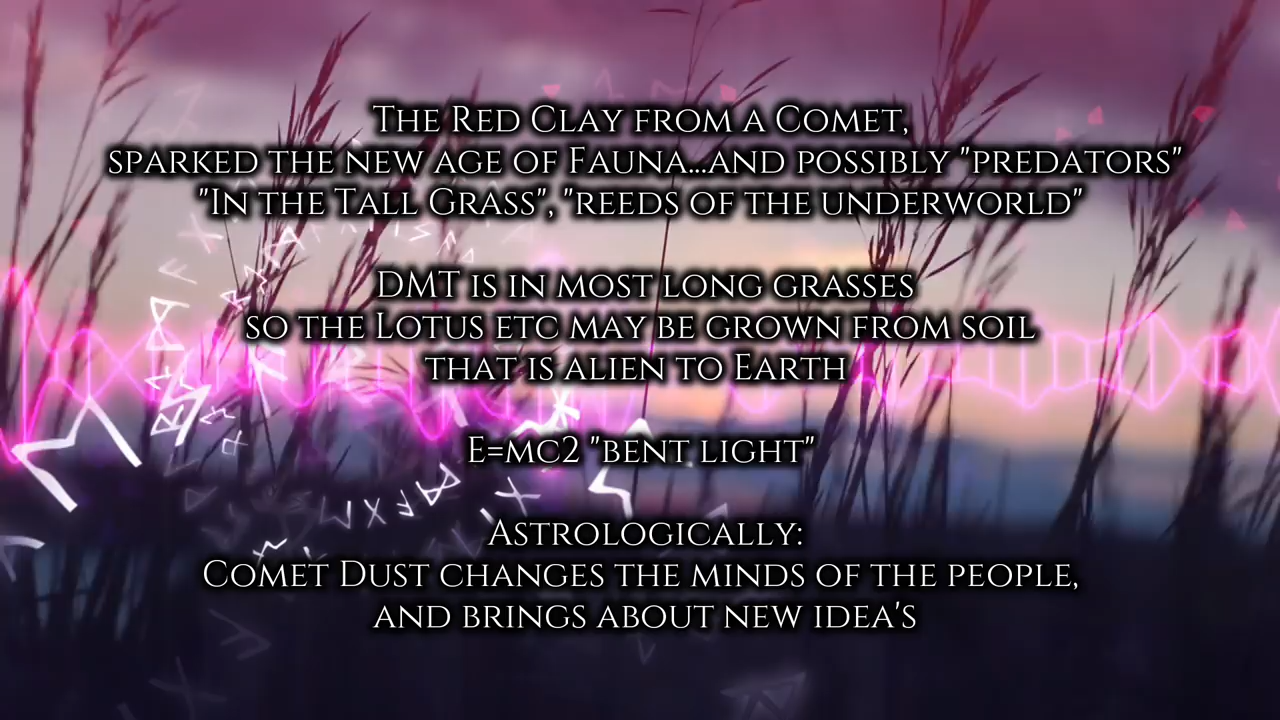 The Red Clay from a Comet,
sparked the new age of Fauna...and possibly "predators"
"In the Tall Grass", "reeds of the underworld"
DMT is in most long grasses
so the Lotus etc may be grown from soil
that is alien to Earth
E=mc2 "bent light"
Astrologically:
Comet Dust changes the minds of the people,
and brings about new idea's